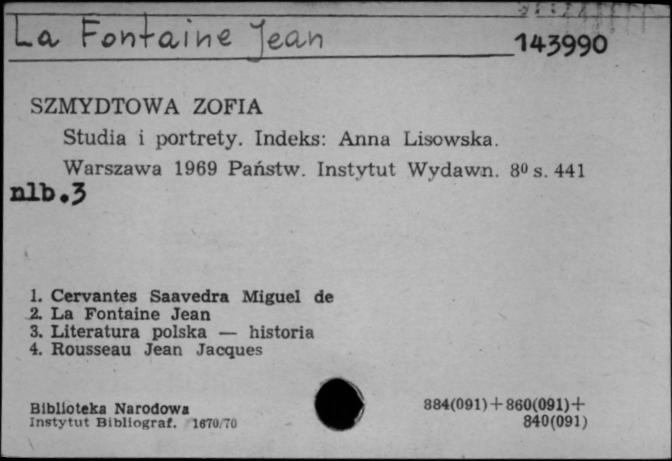 La Fontaine Jean
143990
SZMYDTOWA ZOFIA
Studia i portrety. Indeks: Anna Lisowska.
Warszawa 1969 Państw. Instytut Wydawn. 8⁰ s. 441
nlb.3
1. Cervantes Saavedra Miguel de
2. La Fontaine Jean
3. Literatura polska — historia
4. Rousseau Jean Jacques
Biblioteka Narodowa
Instytut Bibliograf. 1670/70
884(091)+860(091)+
840(091)